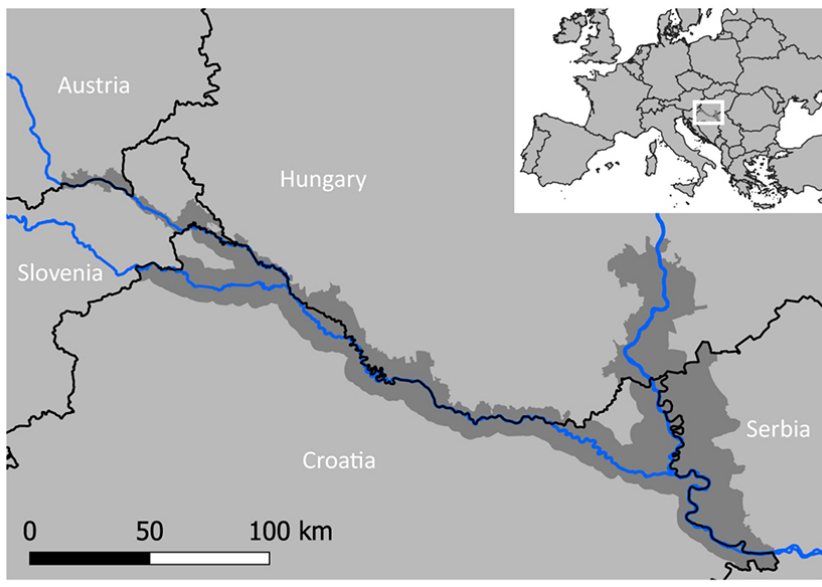 Austria
Hungary
Slovenia
Serbia
Croatia
0 50 100 km